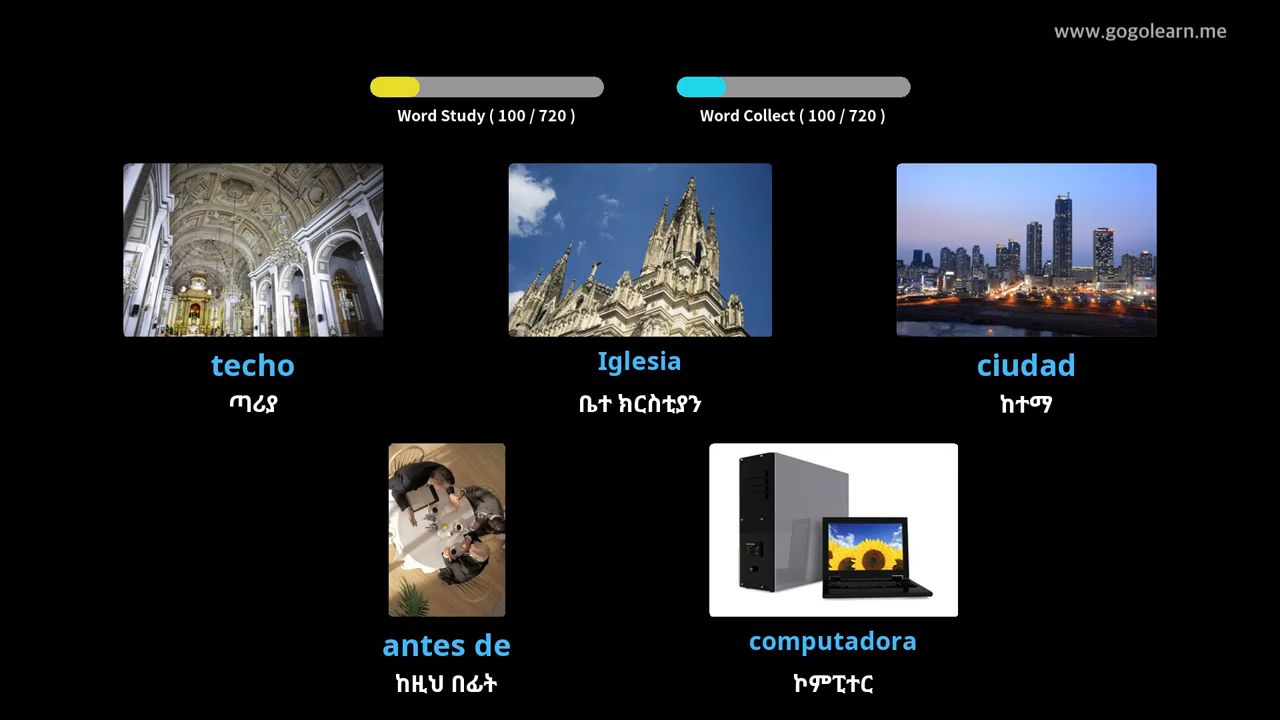 www.gogolearn.me
Word Study ( 100 / 720 )
Word Collect ( 100 / 720 )
techo
ጣሪያ
Iglesia
ቤተ ክርስቲያን
ciudad
ከተማ
antes de
ከዚህ በፊት
computadora
ኮምፒተር